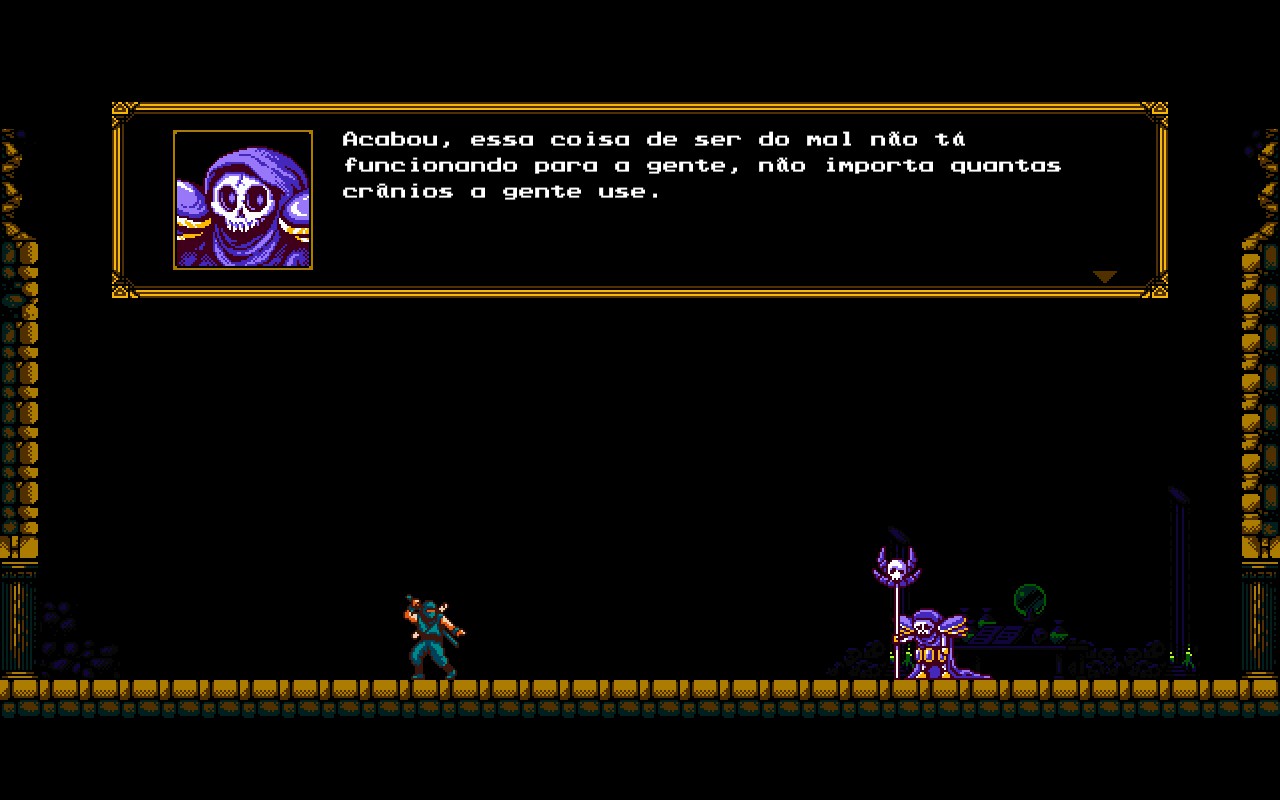 Acabou, essa coisa de ser do mal não tá
funcionando para a gente, não importa quantas
crânios a gente use.